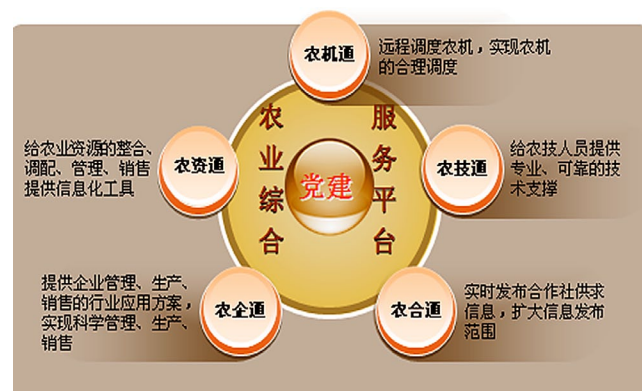 农机通
远程调度农机，实现农机
的合理调度
农业综合
服务平台
党建
农资通
给农业资源的整合、
调配、管理、销售
提供信息化工具
农技通
给农技人员提供
专业、可靠的技
术支撑
农企通
提供企业管理、生产、
销售的行业应用方案，
实现科学管理、生产、
销售
农合通
实时发布合作社供求
信息，扩大信息发布
范围